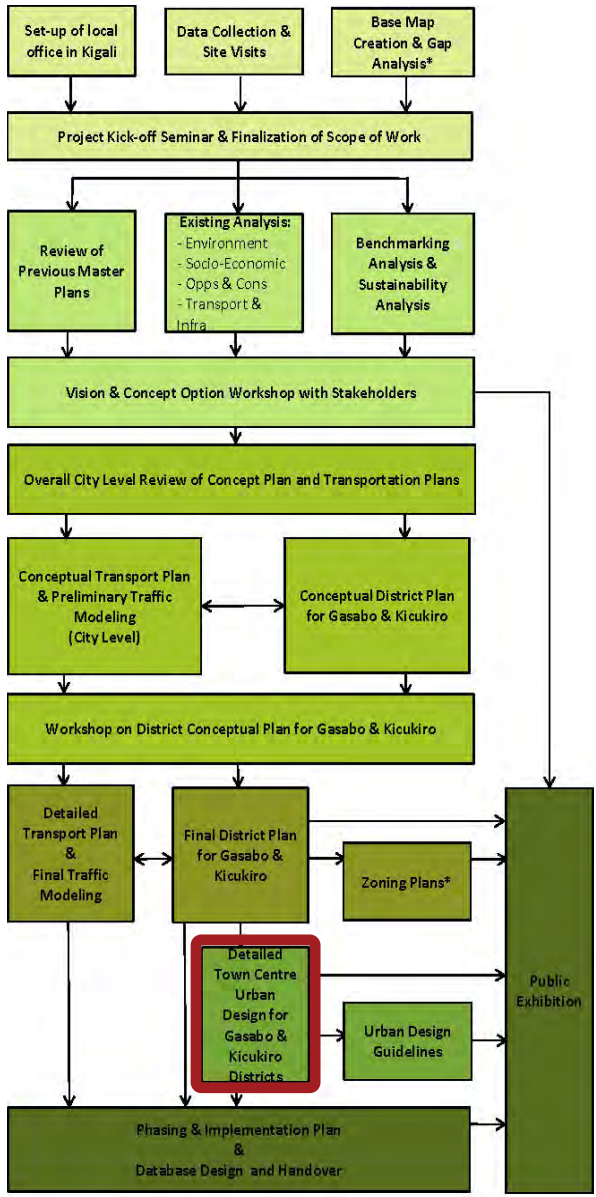 Set-up of local
office in Kigali
Data Collection &
Site Visits
Base Map
Creation & Gap
Analysis*
Project Kick-off Seminar & Finalization of Scope of Work
Review of
Previous Master
Plans
Existing Analysis:
- Environment
- Socio-Economic
- Opps & Cons
- Transport &
Infra
Benchmarking
Analysis &
Sustainability
Analysis
Vision & Concept Option Workshop with Stakeholders
Overall City Level Review of Concept Plan and Transportation Plans
Conceptual Transport Plan
& Preliminary Traffic
Modeling
(City Level)
Conceptual District Plan
for Gasabo & Kicukiro
Workshop on District Conceptual Plan for Gasabo & Kicukiro
Detailed
Transport Plan
&
Final Traffic
Modeling
Final District Plan
for Gasabo &
Kicukiro
Zoning Plans*
Detailed
Town Centre
Urban
Design for
Gasabo &
Kicukiro
Districts
Urban Design
Guidelines
Public
Exhibition
Phasing & Implementation Plan
&
Database Design and Handover